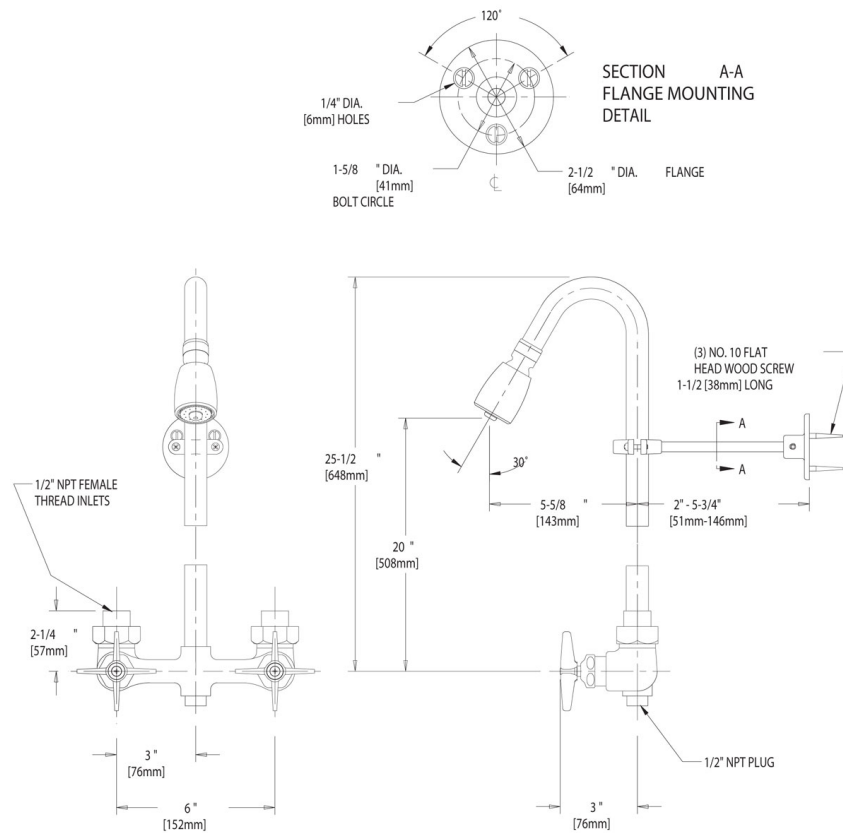 120°
SECTION A-A
FLANGE MOUNTING
DETAIL
1/4" DIA.
[6mm] HOLES
1-5/8 " DIA.
[41mm]
BOLT CIRCLE
2-1/2 " DIA. FLANGE
[64mm]
℄
(3) NO. 10 FLAT
HEAD WOOD SCREW
1-1/2 [38mm] LONG
A
A
25-1/2 "
[648mm]
30°
1/2" NPT FEMALE
THREAD INLETS
5-5/8 "
[143mm]
2" - 5-3/4"
[51mm-146mm]
20 "
[508mm]
2-1/4 "
[57mm]
3 "
[76mm]
6 "
[152mm]
1/2" NPT PLUG
3 "
[76mm]